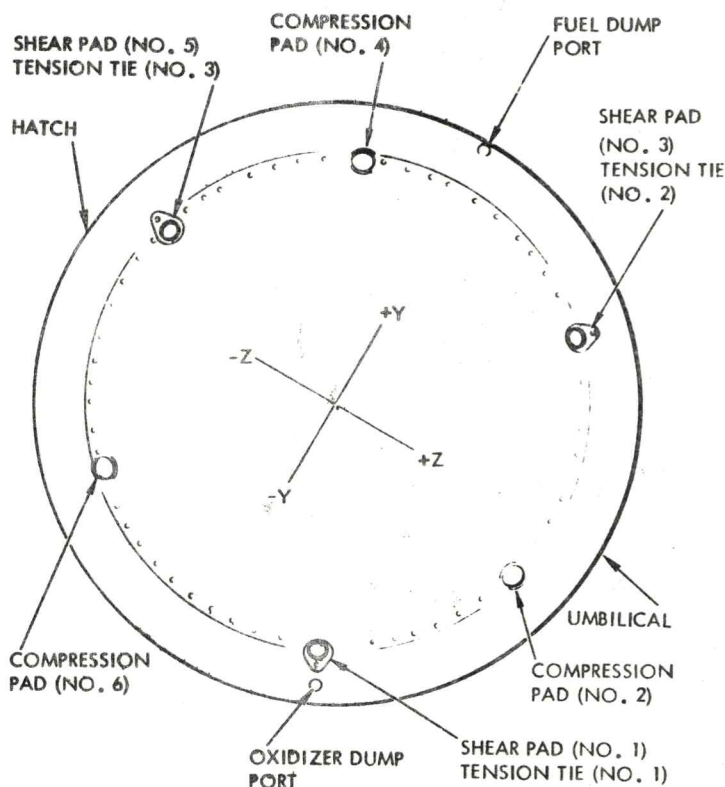 COMPRESSION
PAD (NO. 4)
FUEL DUMP
PORT
SHEAR PAD (NO. 5)
TENSION TIE (NO. 3)
HATCH
SHEAR PAD
(NO. 3)
TENSION TIE
(NO. 2)
+Y
-Z
+Z
-Y
UMBILICAL
COMPRESSION
PAD (NO. 6)
COMPRESSION
PAD (NO. 2)
OXIDIZER DUMP
PORT
SHEAR PAD (NO. 1)
TENSION TIE (NO. 1)